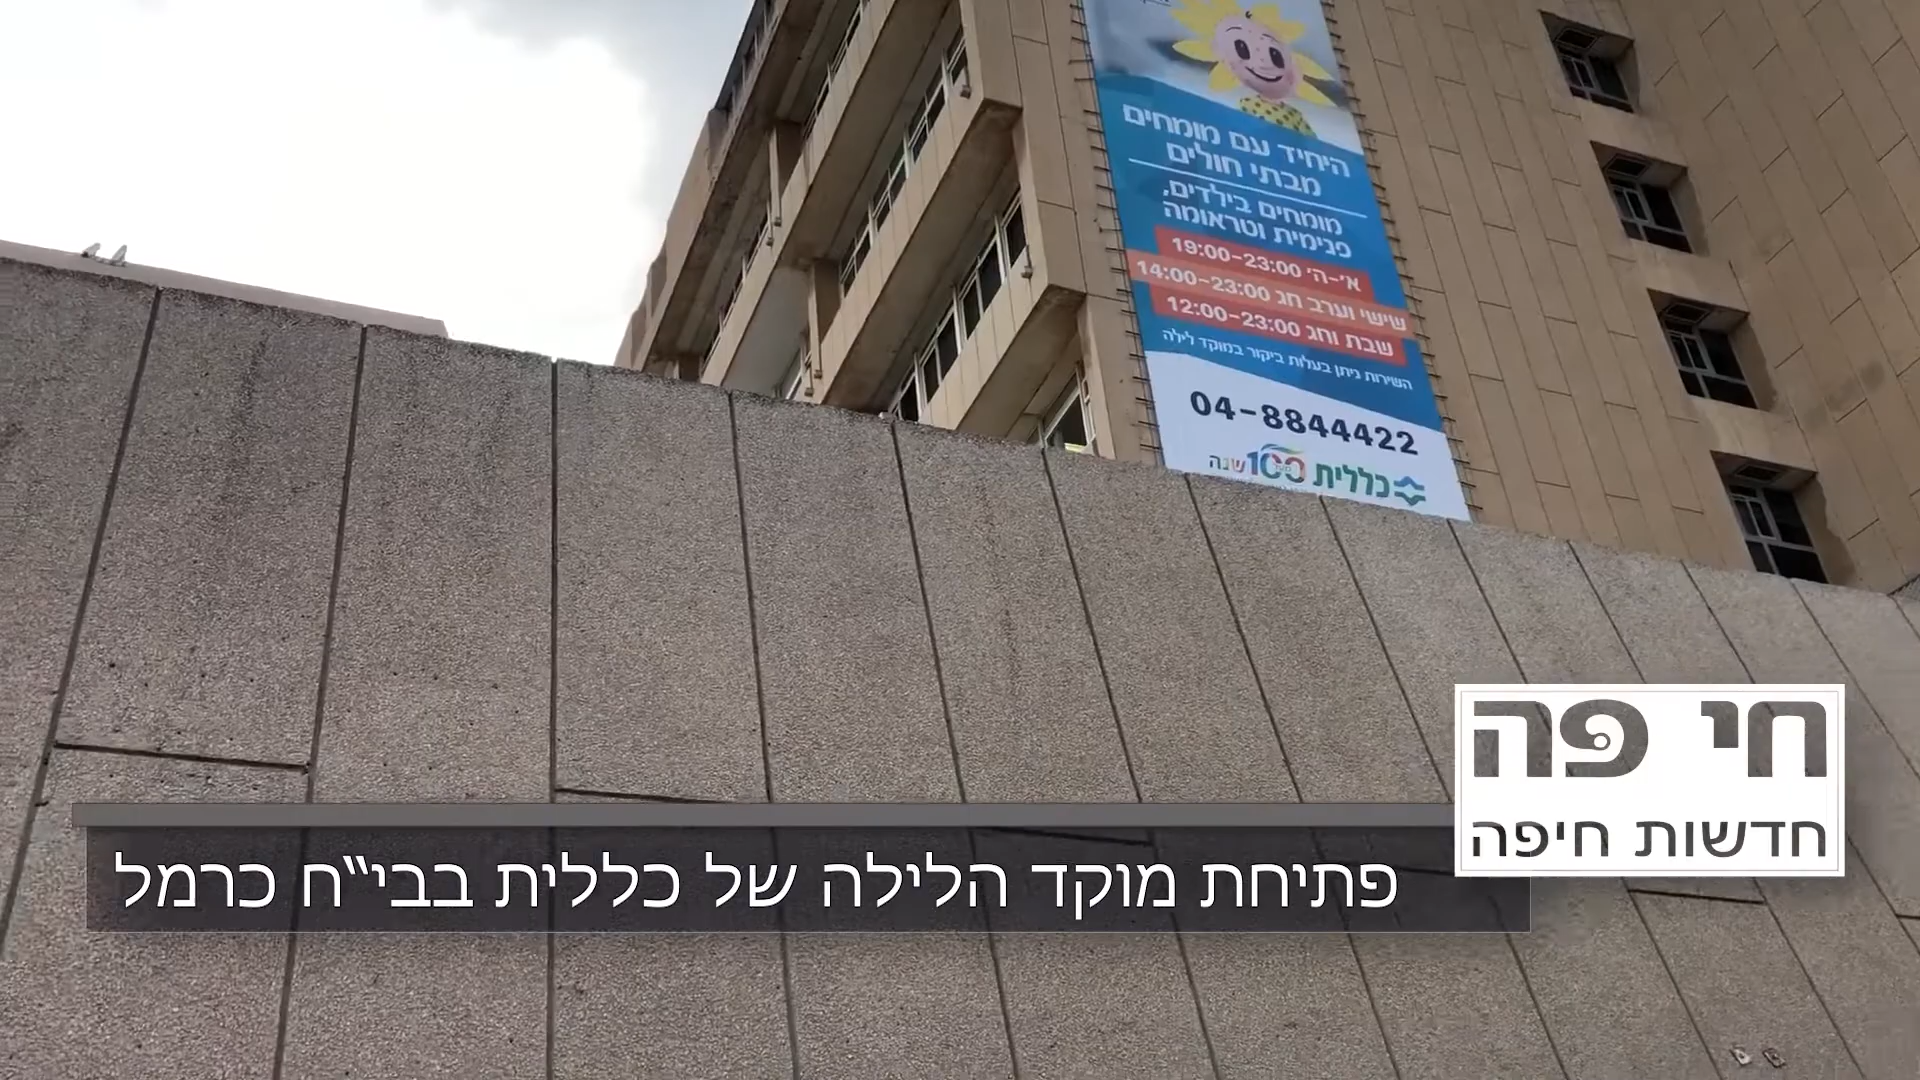 היחיד עם מומחים
מבתי חולים
מומחים בילדים,
פנימית וטראומה
א'-ה' 19:00-23:00
שישי וערב חג 14:00-23:00
שבת וחג 12:00-23:00
השירות ניתן בעלות ביקור במוקד לילה
04-8844422
כללית 100 שנה
חי פה
חדשות חיפה
פתיחת מוקד הלילה של כללית בבי"ח כרמל